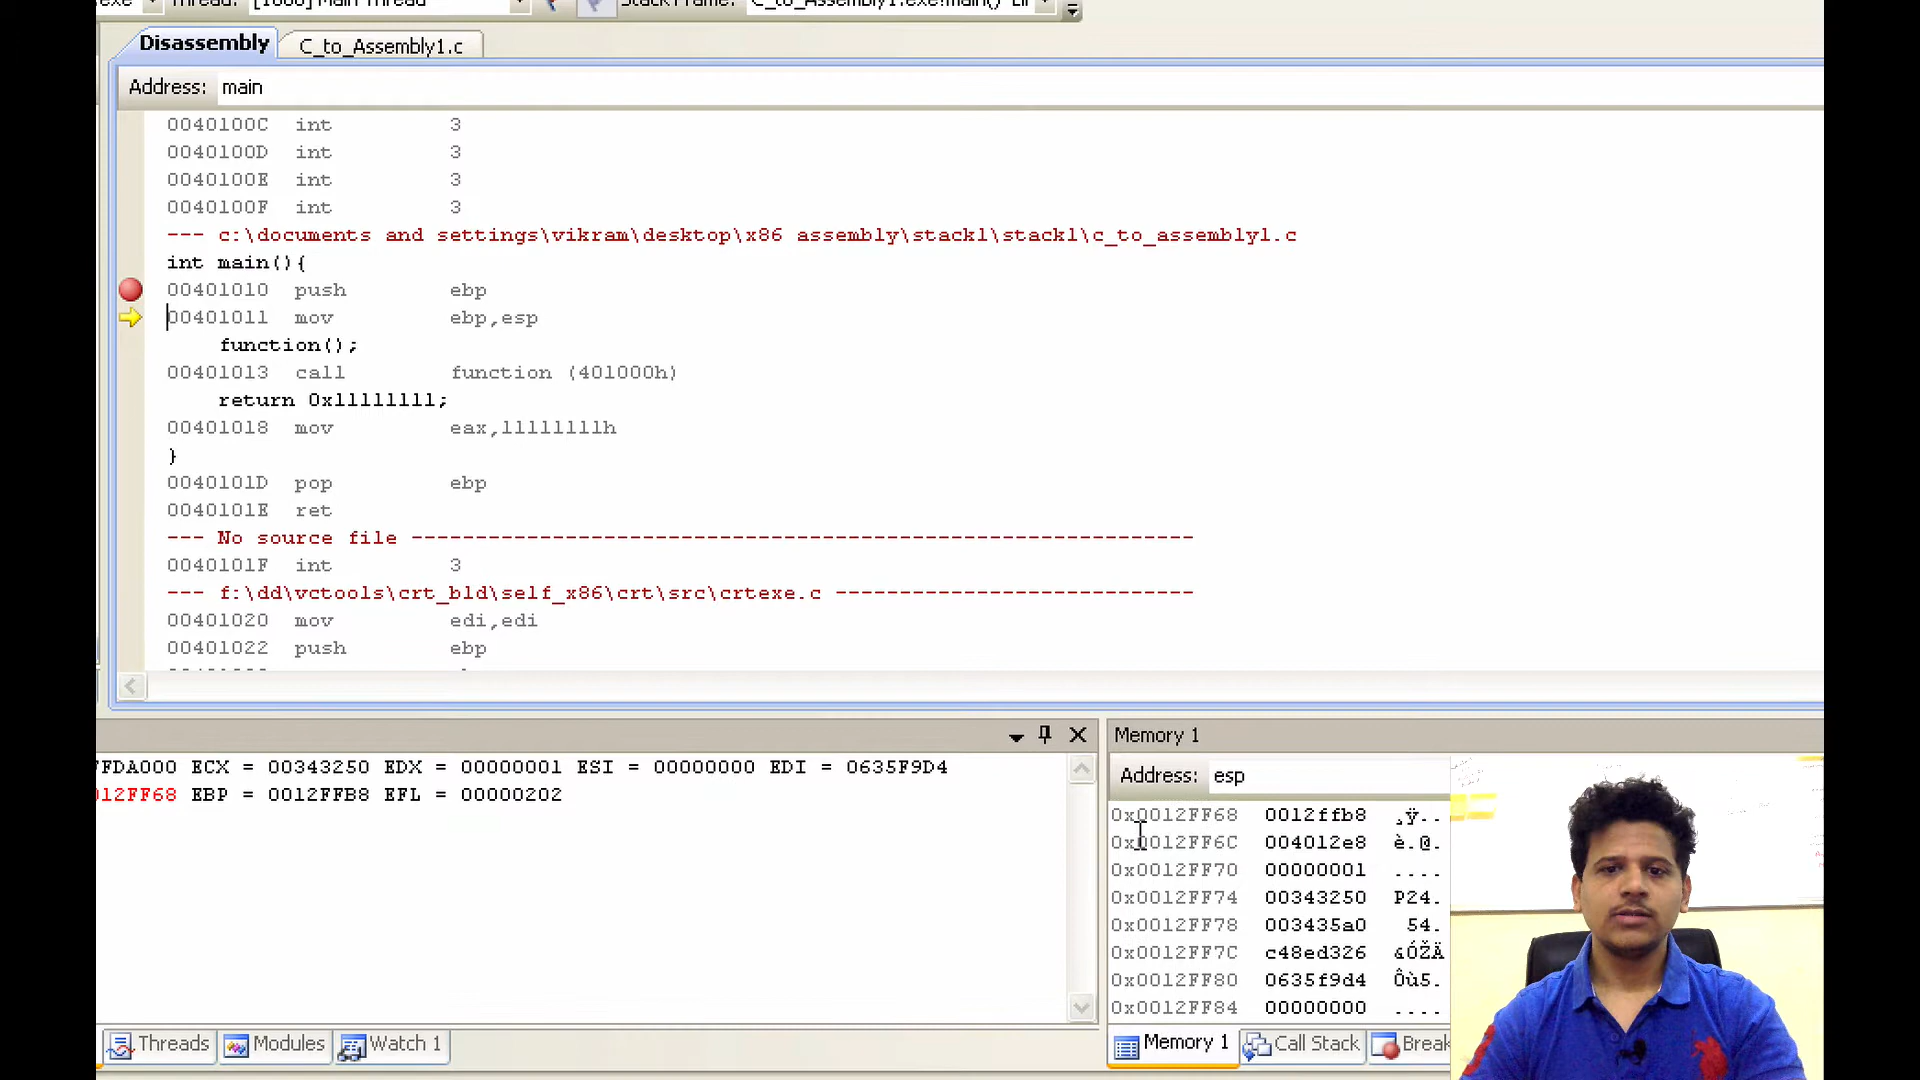 Disassembly C_to_Assembly1.c
Address: main
0040100C int 3
0040100D int 3
0040100E int 3
0040100F int 3
--- c:\documents and settings\vikram\desktop\x86 assembly\stack1\stack1\c_to_assembly1.c
int main(){
00401010 push ebp
00401011 mov ebp,esp
function();
00401013 call function (401000h)
return 0x11111111;
00401018 mov eax,11111111h
}
0040101D pop ebp
0040101E ret
--- No source file -----------------------------------------------------------
0040101F int 3
--- f:\dd\vctools\crt_bld\self_x86\crt\src\crtexe.c ---------------------------
00401020 mov edi,edi
00401022 push ebp
FDA000 ECX = 00343250 EDX = 00000001 ESI = 00000000 EDI = 0635F9D4
12FF68 EBP = 0012FFB8 EFL = 00000202
Threads Modules Watch 1
Memory 1
Address: esp
0x0012FF68 0012ffb8 ¸ÿ..
0x0012FF6C 004012e8 è.@.
0x0012FF70 00000001 ....
0x0012FF74 00343250 P24.
0x0012FF78 003435a0 54.
0x0012FF7C c48ed326 &ÓŽÄ
0x0012FF80 0635f9d4 Ôù5.
0x0012FF84 00000000 ....
Memory 1 Call Stack Break